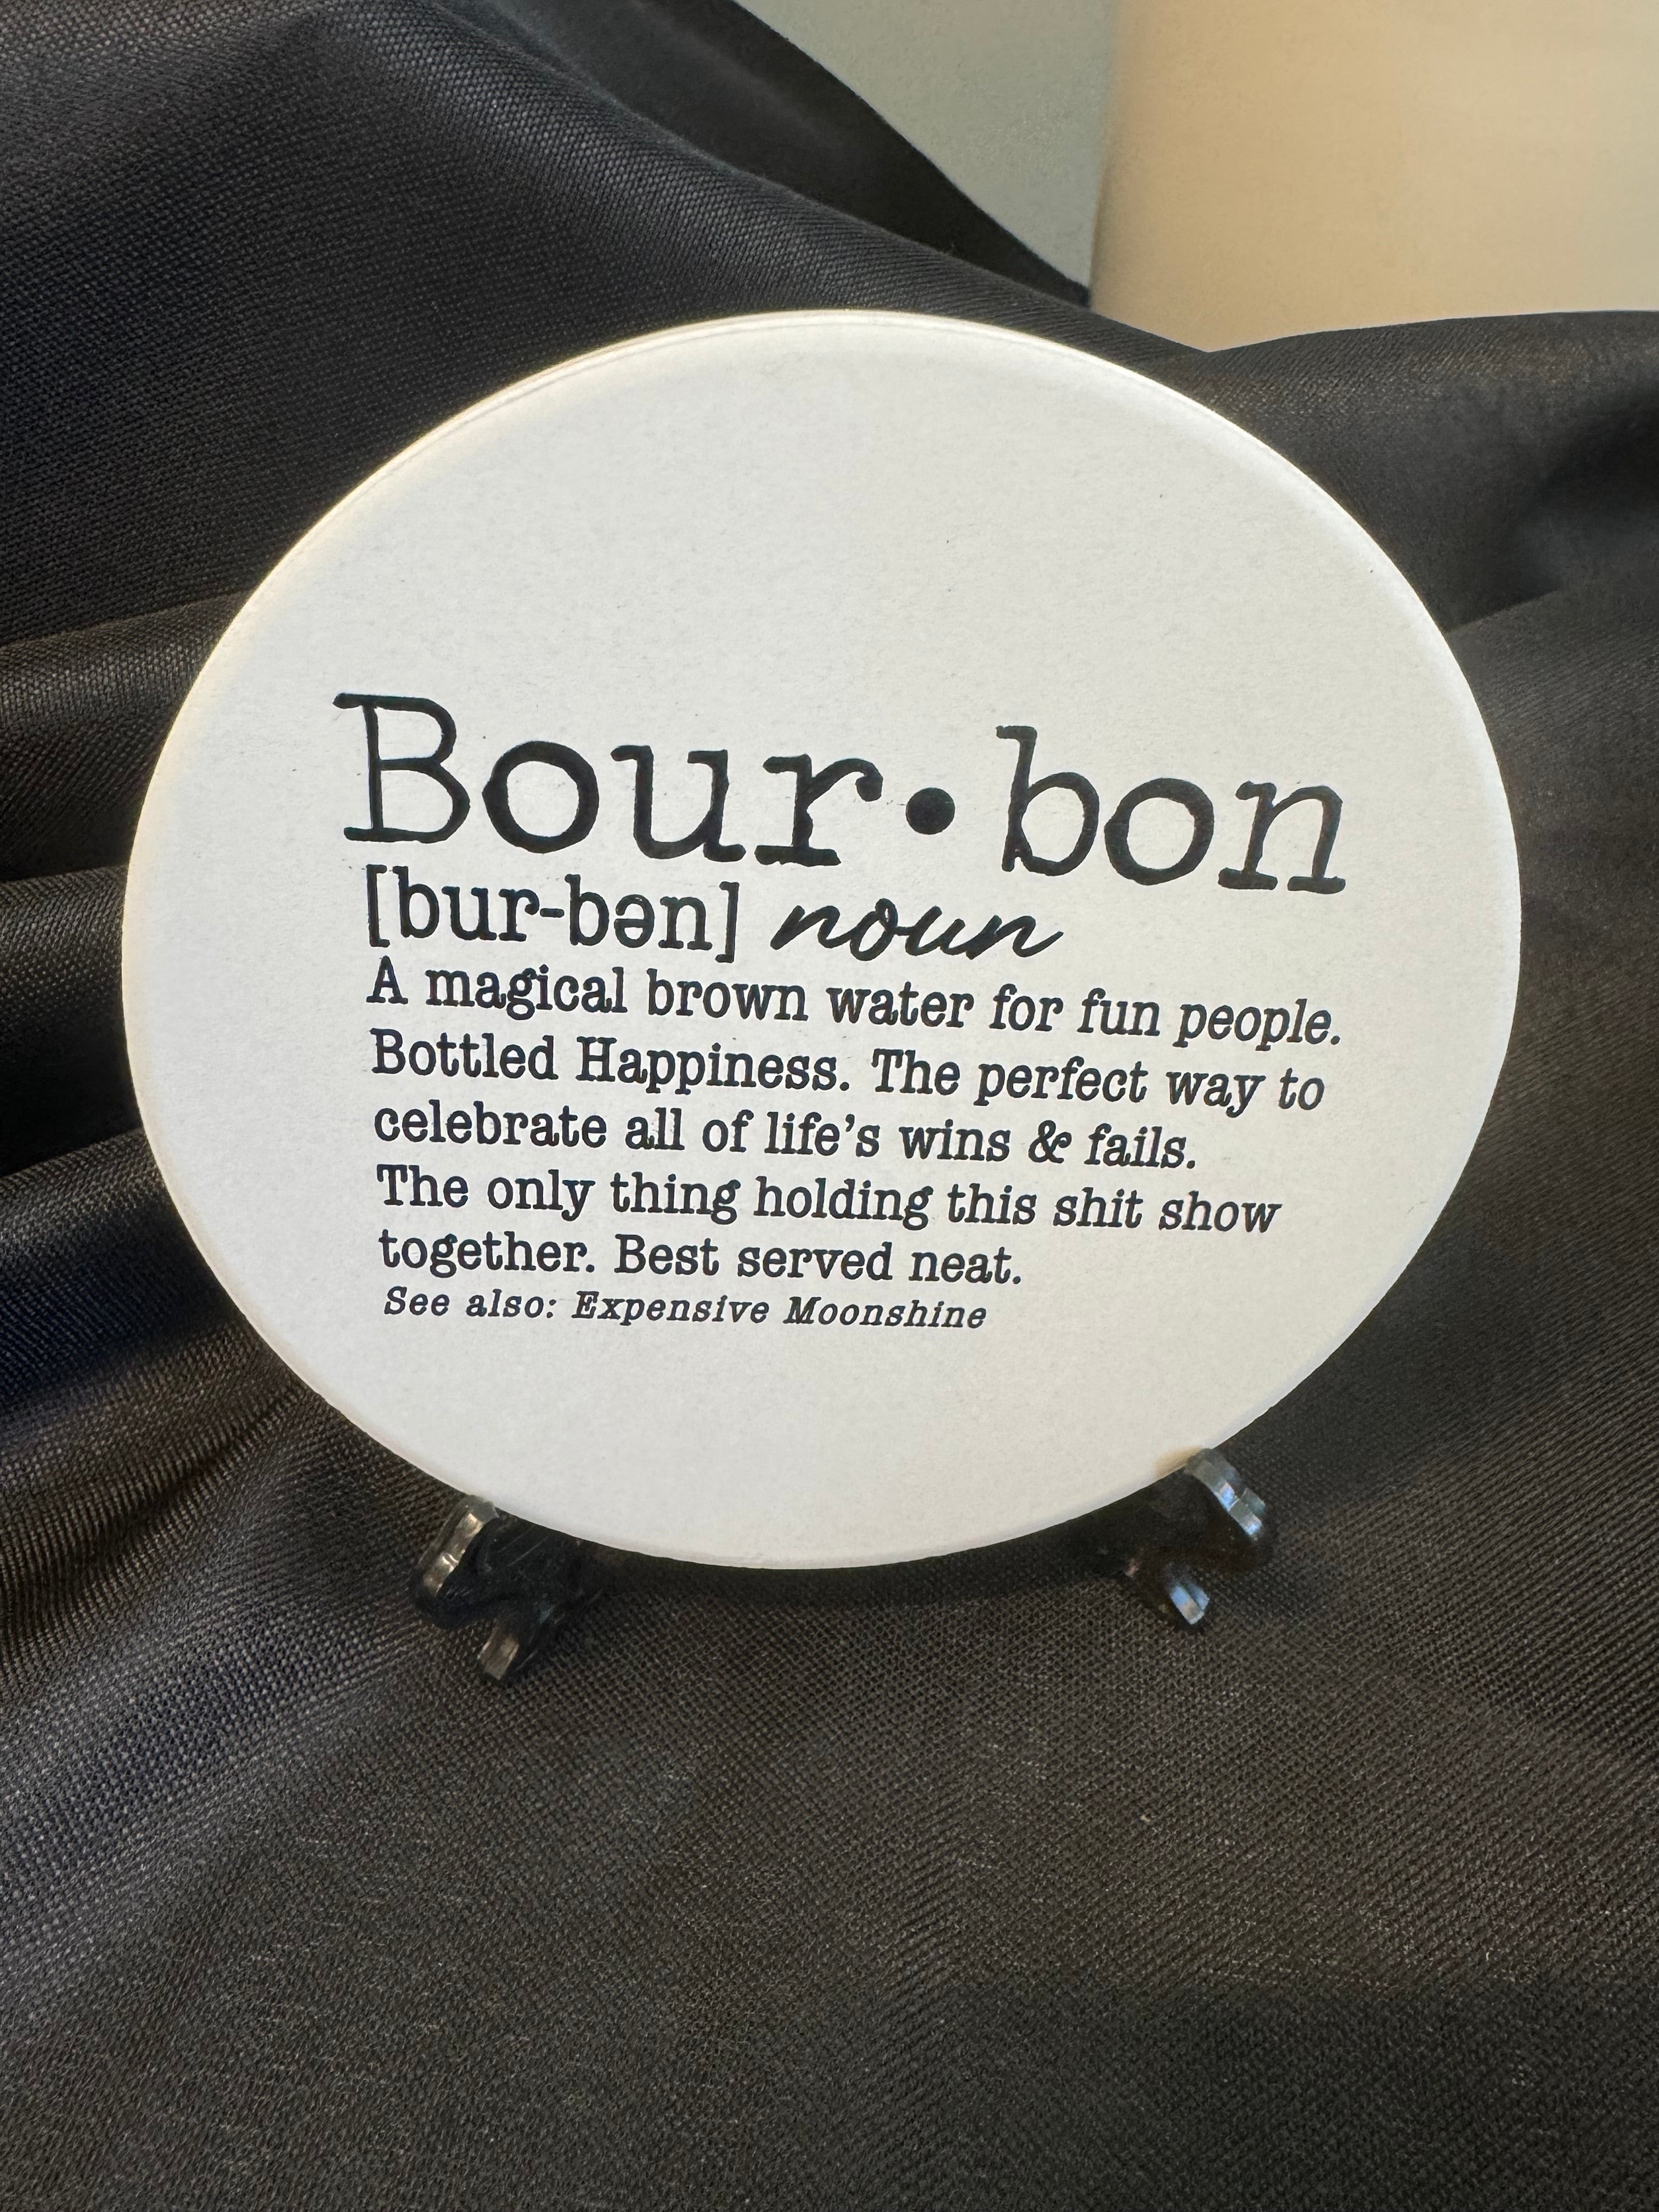 Bour•bon
[bur-bən] noun
A magical brown water for fun people.
Bottled Happiness. The perfect way to
celebrate all of life's wins & fails.
The only thing holding this shit show
together. Best served neat.
See also: Expensive Moonshine